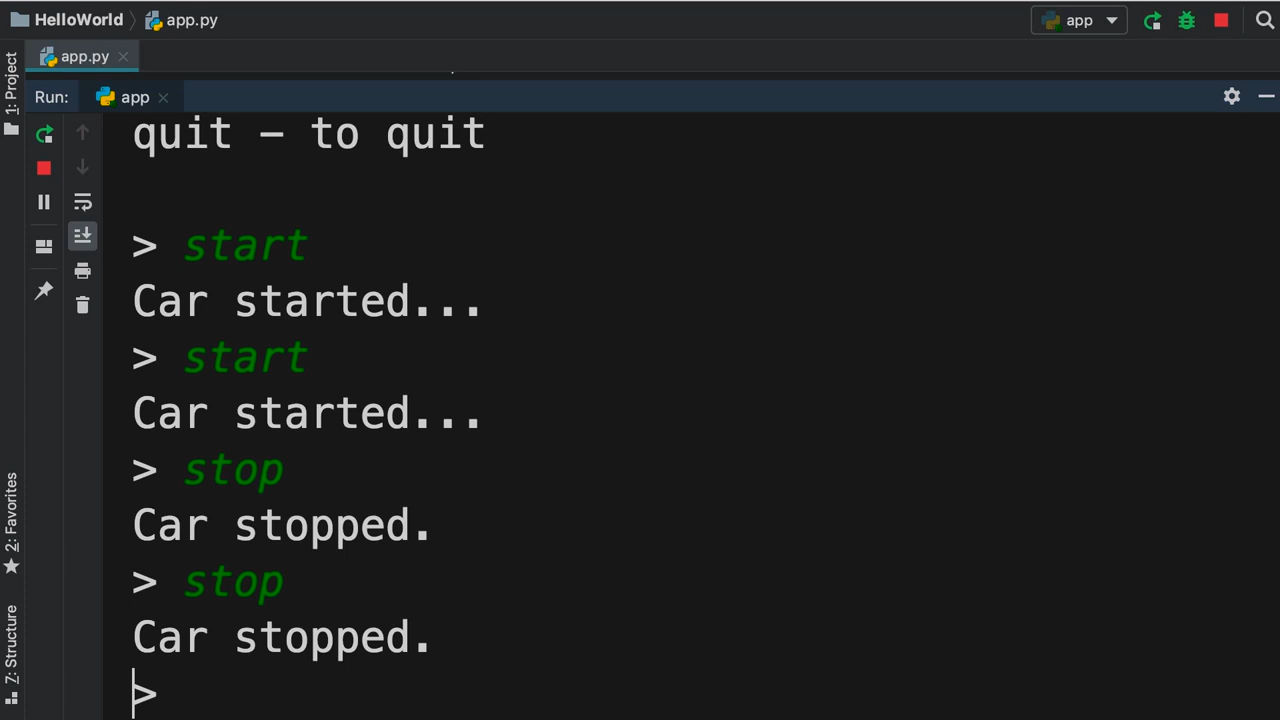 HelloWorld app.py app
app.py
1: Project
Run: app
quit – to quit
> start
Car started...
> start
Car started...
> stop
Car stopped.
> stop
Car stopped.
>
2: Favorites
7: Structure